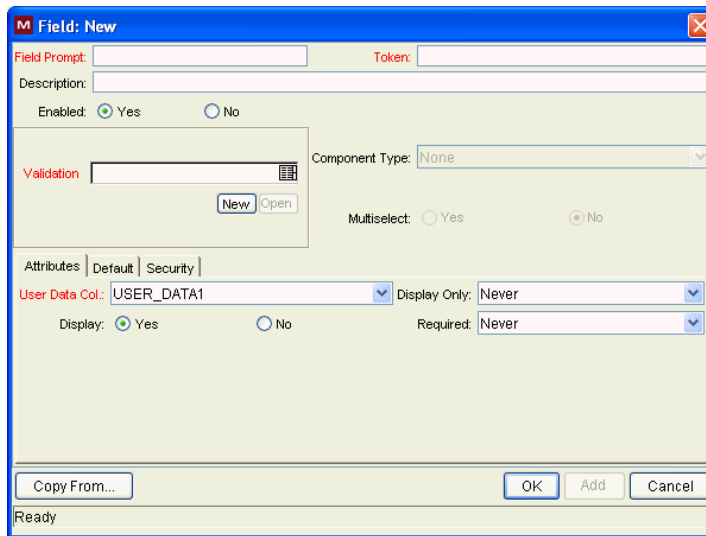 M Field: New
Field Prompt: Token:
Description:
Enabled: Yes No
Validation
Component Type: None
New Open
Multiselect: Yes No
Attributes Default Security
User Data Col.: USER_DATA1 Display Only: Never
Display: Yes No Required: Never
Copy From... OK Add Cancel
Ready